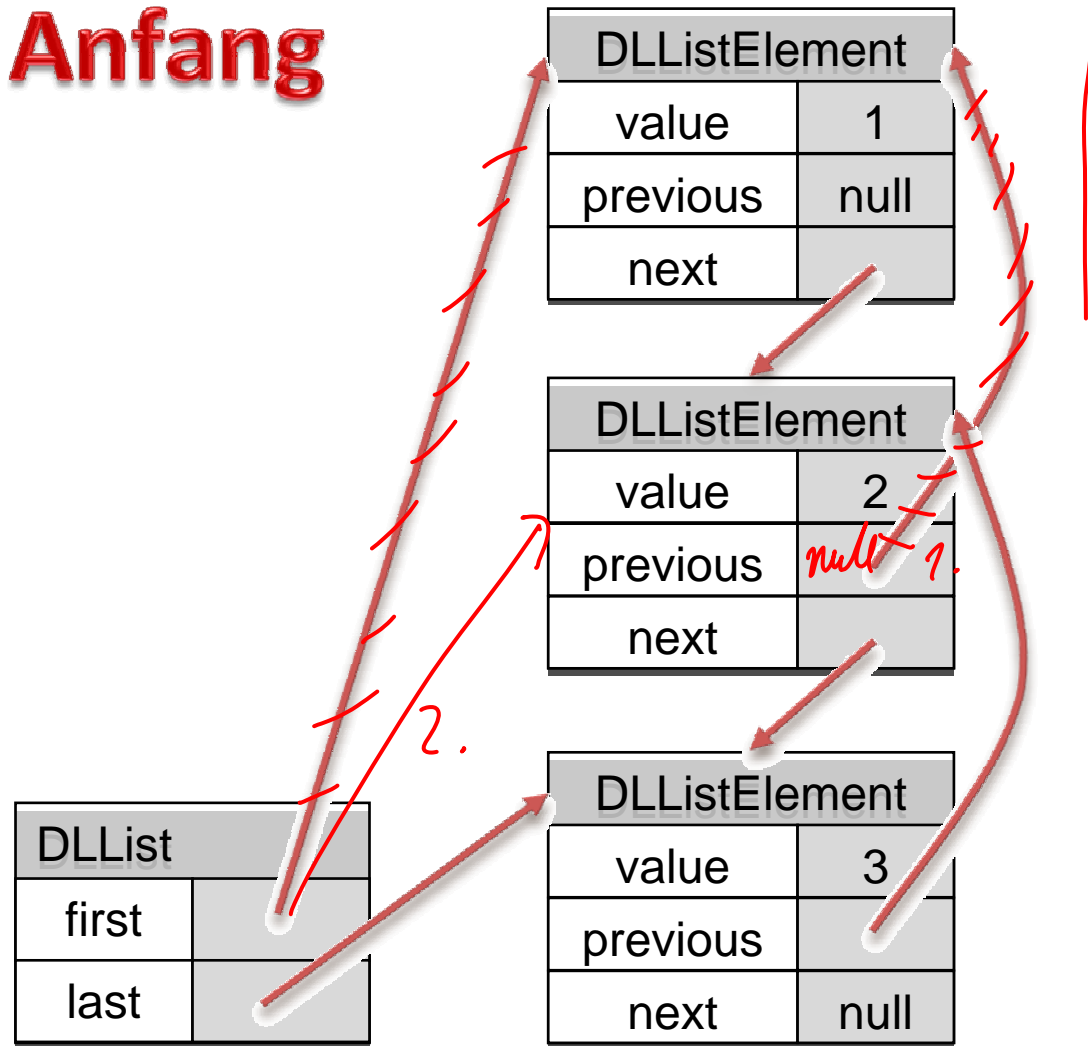 Anfang
DLListElement
value 1
previous null
next
DLListElement
value 2
previous null 1.
next
2.
DLListElement
value 3
previous
next null
DLList
first
last